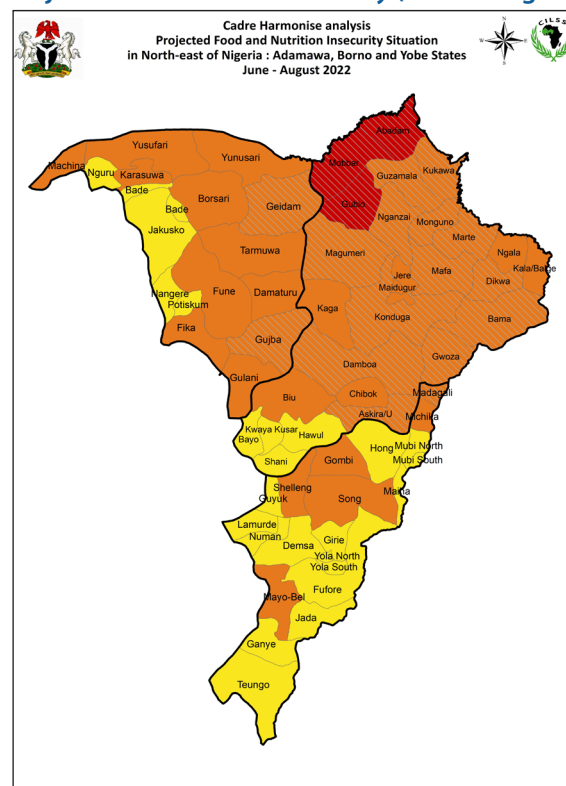 Cadre Harmonise analysis
Projected Food and Nutrition Insecurity Situation
in North-east of Nigeria : Adamawa, Borno and Yobe States
June - August 2022
CILSS
Abadam
Yusufari
Yunusari
Mobbar
Machina
Kukawa
Nguru
Karasuwa
Guzamala
Bade
Borsari
Geidam
Gubio
Bade
Nganzai
Monguno
Jakusko
Marte
Tarmuwa
Magumeri
Ngala
Jere
Mafa
Kala/Balge
Maidugur
Dikwa
Nangere
Fune
Damaturu
Potiskum
Kaga
Konduga
Bama
Fika
Gujba
Gwoza
Damboa
Gulani
Biu
Chibok
Madagali
Askira/U
Michika
Kwaya Kusar
Bayo
Hawul
Hong
Mubi North
Shani
Gombi
Mubi South
Shelleng
Guyuk
Song
Maiha
Lamurde
Numan
Demsa
Girie
Yola North
Yola South
Fufore
Mayo-Bel
Jada
Ganye
Teungo